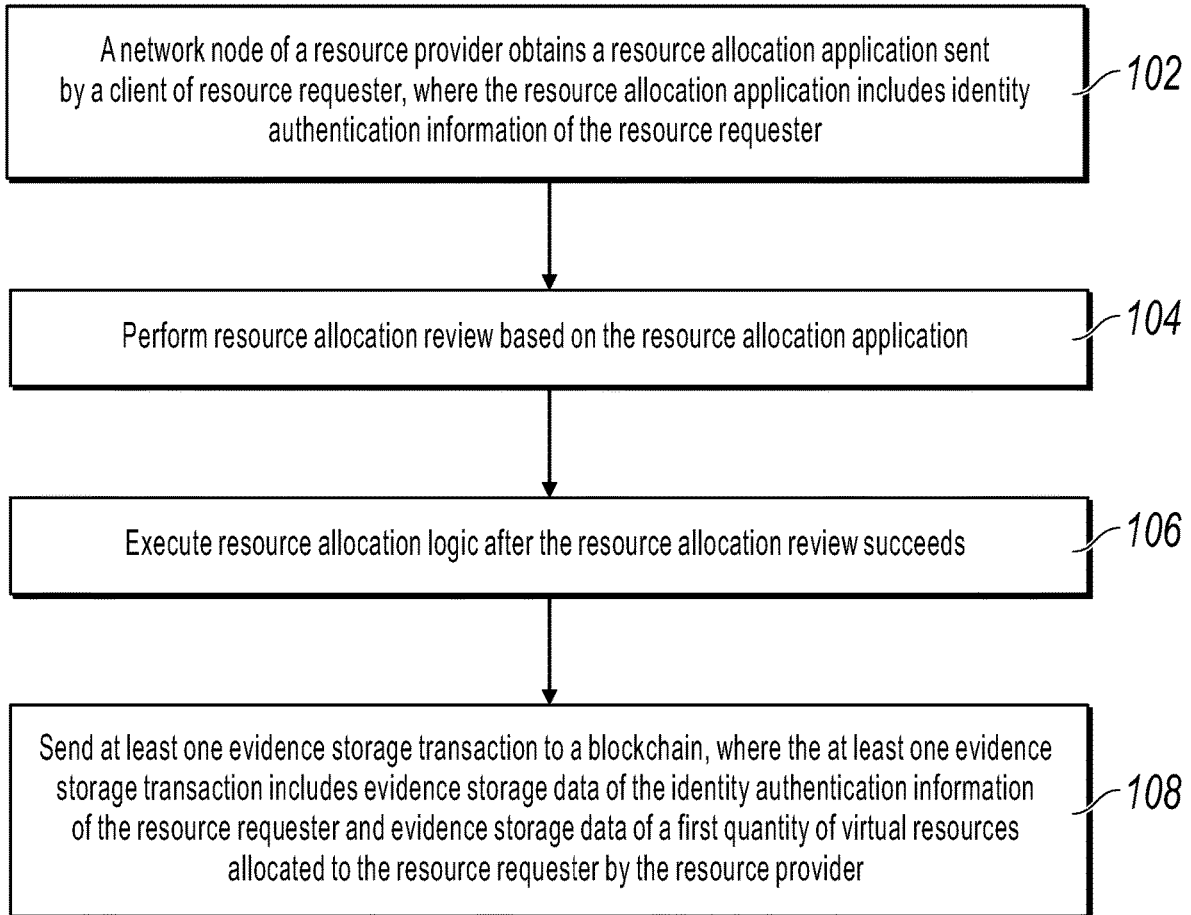 A network node of a resource provider obtains a resource allocation application sent
by a client of resource requester, where the resource allocation application includes identity
authentication information of the resource requester
102
Perform resource allocation review based on the resource allocation application
104
Execute resource allocation logic after the resource allocation review succeeds
106
Send at least one evidence storage transaction to a blockchain, where the at least one evidence
storage transaction includes evidence storage data of the identity authentication information
of the resource requester and evidence storage data of a first quantity of virtual resources
allocated to the resource requester by the resource provider
108